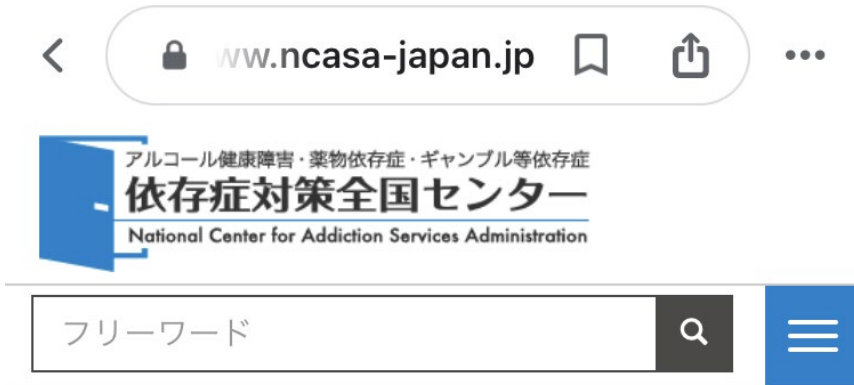 ww.ncasa-japan.jp
アルコール健康障害・薬物依存症・ギャンブル等依存症
依存症対策全国センター
National Center for Addiction Services Administration
フリーワード